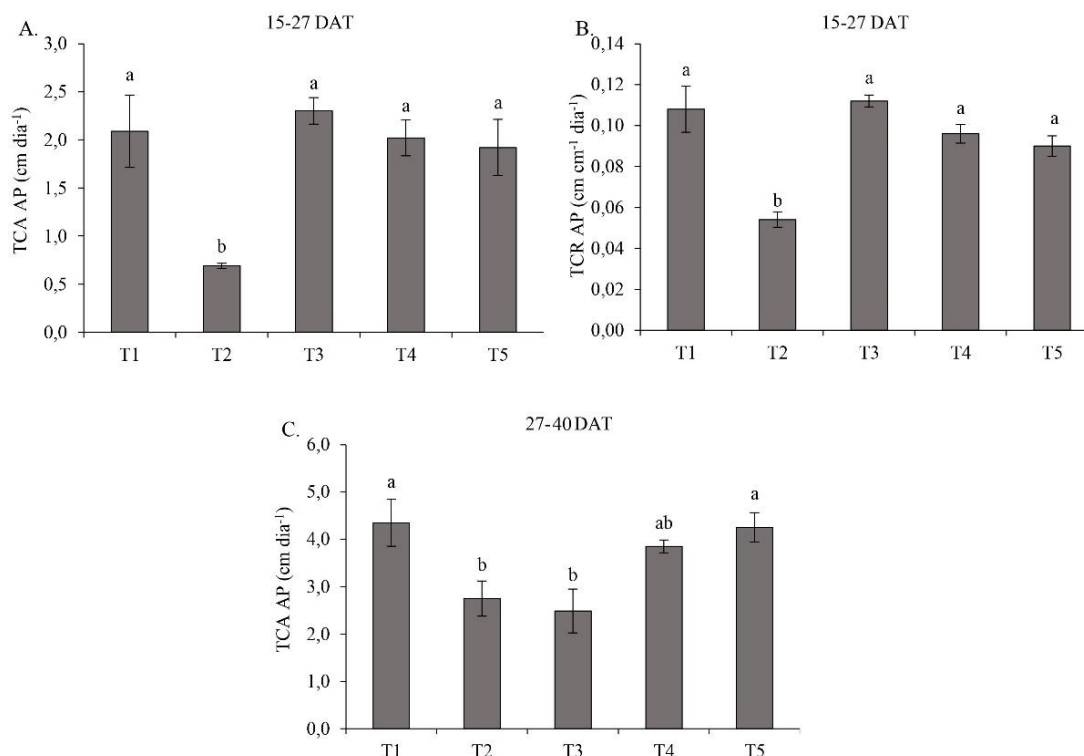 A.
15-27 DAT
TCA AP (cm dia⁻¹)
3,0
2,5
2,0
1,5
1,0
0,5
0,0
a
b
a
a
a
T1 T2 T3 T4 T5
B.
15-27 DAT
TCR AP (cm cm⁻¹ dia⁻¹)
0,14
0,12
0,10
0,08
0,06
0,04
0,02
0,00
a
b
a
a
a
T1 T2 T3 T4 T5
C.
27-40 DAT
TCA AP (cm dia⁻¹)
6,0
5,0
4,0
3,0
2,0
1,0
0,0
a
b
b
ab
a
T1 T2 T3 T4 T5